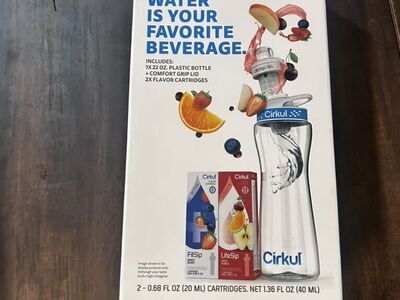 WATER
IS YOUR
FAVORITE
BEVERAGE.
INCLUDES:
1X 22 OZ. PLASTIC BOTTLE
+ COMFORT GRIP LID
2X FLAVOR CARTRIDGES
Cirkul
Cirkul
Cirkul
FitSip
LifeSip
Cirkul
2 – 0.68 FL OZ (20 ML) CARTRIDGES. NET 1.36 FL OZ (40 ML)